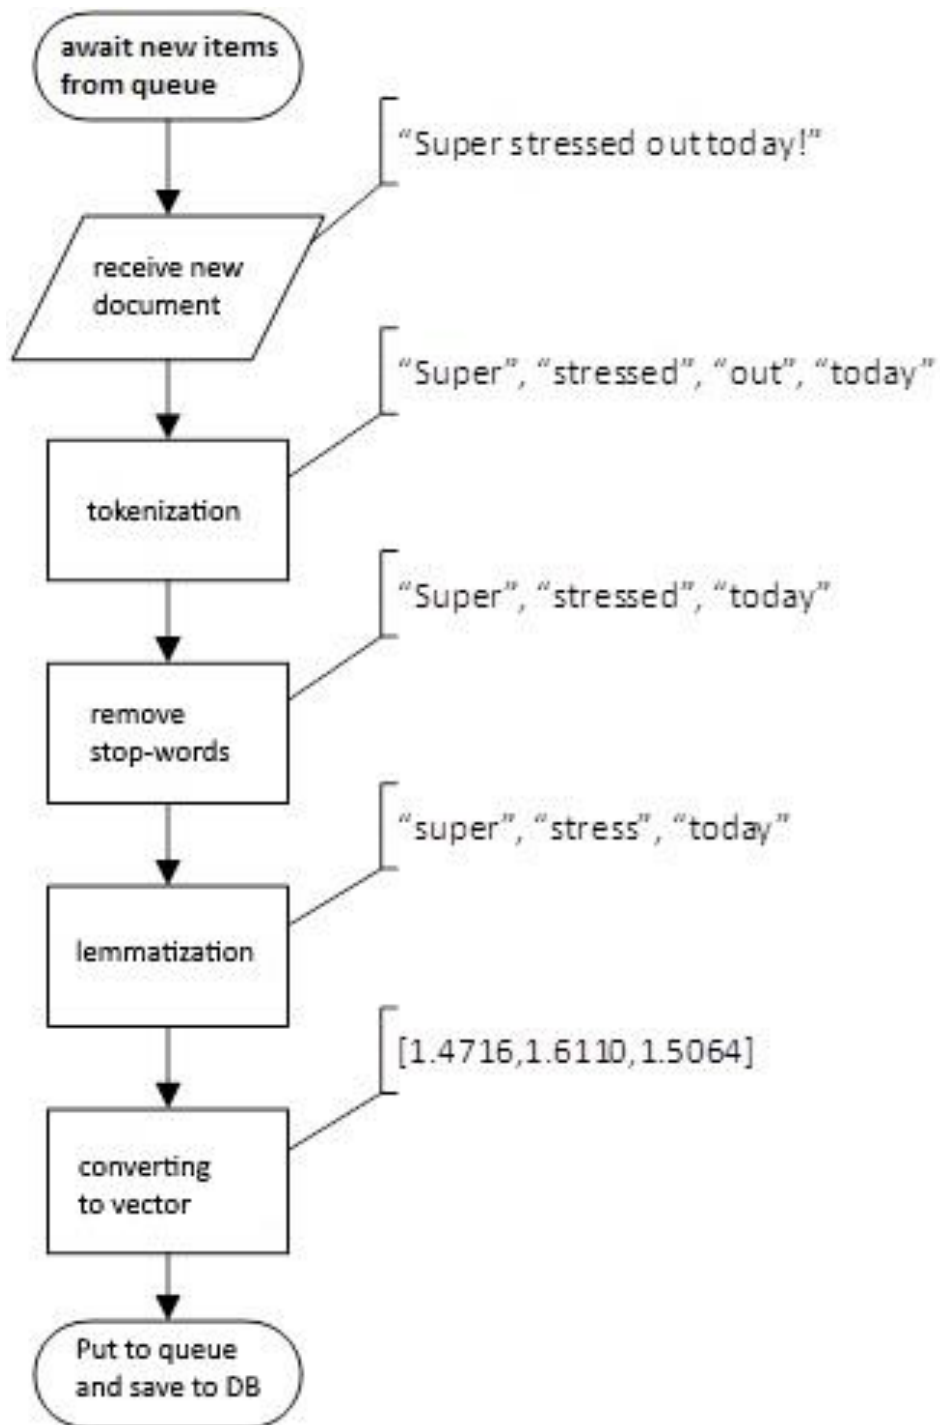 await new items
from queue
“Super stressed out today!”
receive new
document
“Super”, “stressed”, “out”, “today”
tokenization
“Super”, “stressed”, “today”
remove
stop-words
“super”, “stress”, “today”
lemmatization
[1.4716,1.6110,1.5064]
converting
to vector
Put to queue
and save to DB